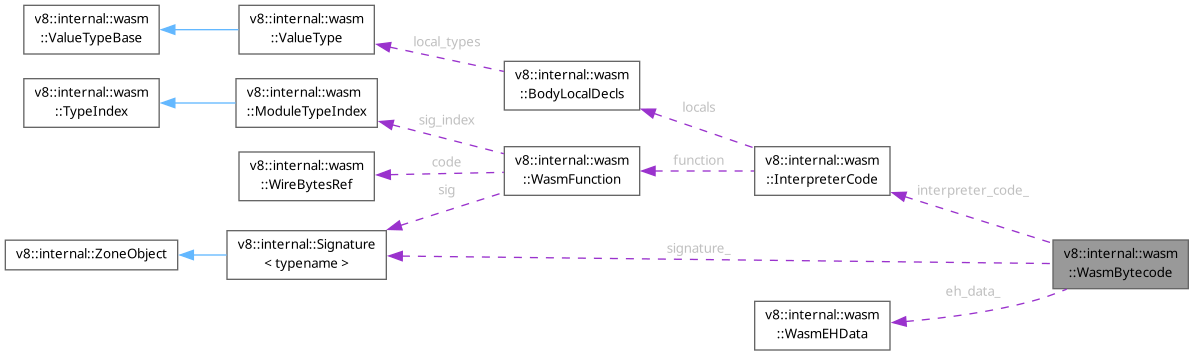 v8::internal::wasm
::ValueTypeBase
v8::internal::wasm
::ValueType
local_types
v8::internal::wasm
::BodyLocalDecls
v8::internal::wasm
::TypeIndex
v8::internal::wasm
::ModuleTypeIndex
locals
sig_index
v8::internal::wasm
::WireBytesRef
code
v8::internal::wasm
::WasmFunction
function
v8::internal::wasm
::InterpreterCode
sig
interpreter_code_
v8::internal::ZoneObject
v8::internal::Signature
< typename >
signature_
v8::internal::wasm
::WasmBytecode
eh_data_
v8::internal::wasm
::WasmEHData